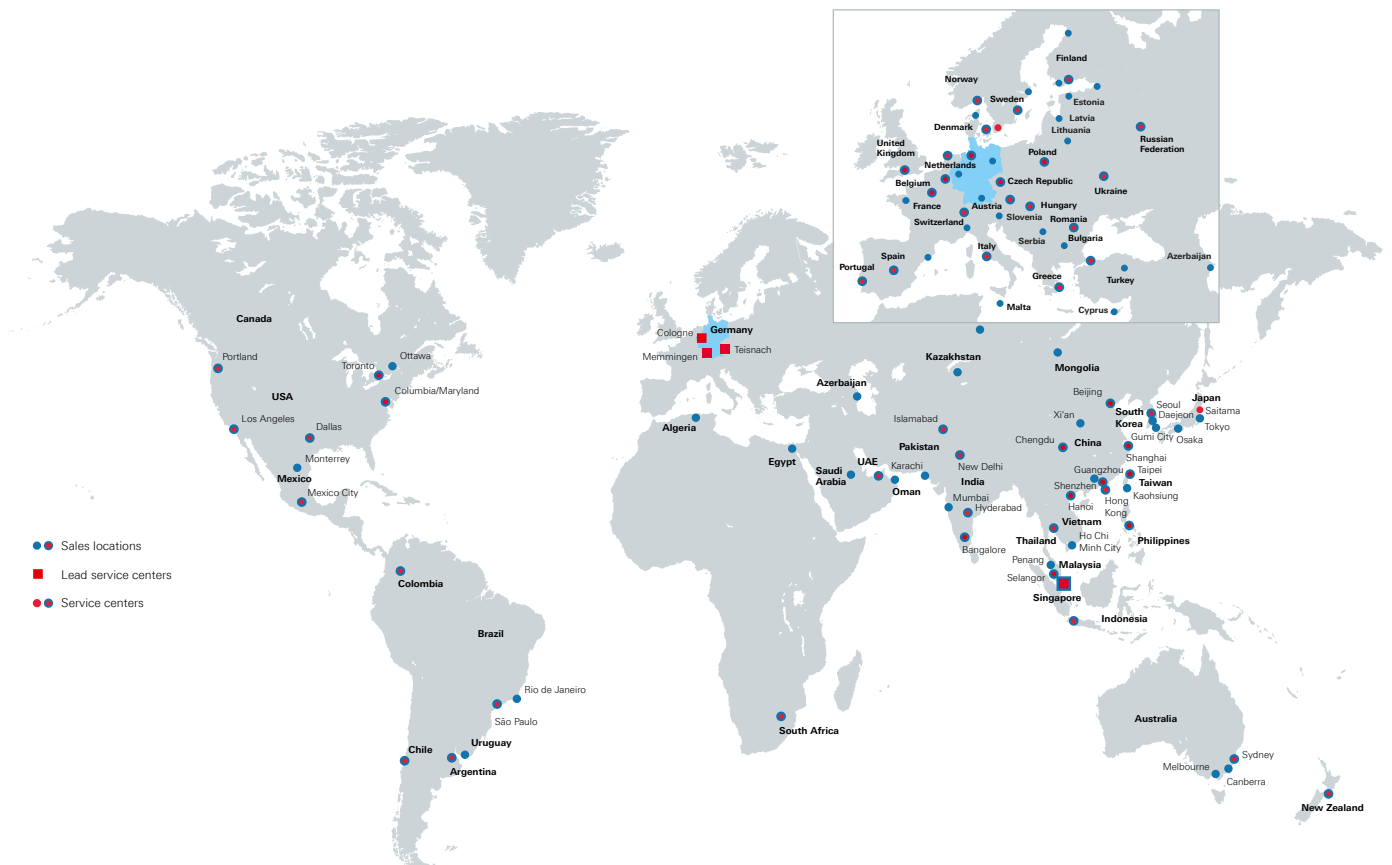 Finland
Norway
Sweden
Estonia
Latvia
Lithuania
Denmark
Russian
Federation
United
Kingdom
Poland
Netherlands
Belgium
Czech Republic
Ukraine
France
Austria
Hungary
Switzerland
Slovenia
Romania
Serbia
Bulgaria
Italy
Spain
Portugal
Azerbaijan
Greece
Turkey
Malta
Cyprus
Canada
Portland
Ottawa
Toronto
USA
Columbia/Maryland
Los Angeles
Dallas
Monterrey
Mexico
Mexico City
Cologne
Germany
Memmingen
Teisnach
Kazakhstan
Mongolia
Azerbaijan
Beijing
Japan
Seoul
Saitama
South
Korea
Daejeon
Tokyo
Gumi City
Osaka
Xi'an
Islamabad
Algeria
Pakistan
Chengdu
China
Shanghai
Egypt
UAE
Saudi
Arabia
Karachi
New Delhi
Oman
India
Guangzhou
Taipei
Shenzhen
Taiwan
Kaohsiung
Hong
Kong
Hanoi
Mumbai
Hyderabad
Vietnam
Thailand
Ho Chi
Minh City
Philippines
Bangalore
Penang
Malaysia
Selangor
Singapore
Indonesia
Sales locations
Lead service centers
Service centers
Colombia
Brazil
Rio de Janeiro
São Paulo
Chile
Uruguay
Argentina
South Africa
Australia
Sydney
Melbourne
Canberra
New Zealand